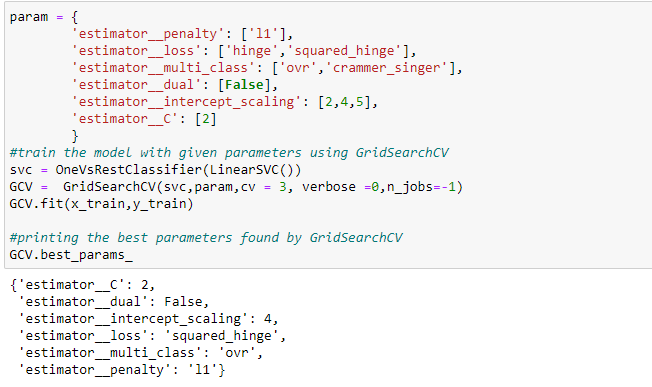 param = {
        'estimator__penalty': ['l1'],
        'estimator__loss': ['hinge','squared_hinge'],
        'estimator__multi_class': ['ovr','crammer_singer'],
        'estimator__dual': [False],
        'estimator__intercept_scaling': [2,4,5],
        'estimator__C': [2]
        }
#train the model with given parameters using GridSearchCV
svc = OneVsRestClassifier(LinearSVC())
GCV =  GridSearchCV(svc,param,cv = 3, verbose =0,n_jobs=-1)
GCV.fit(x_train,y_train)

#printing the best parameters found by GridSearchCV
GCV.best_params_
{'estimator__C': 2,
 'estimator__dual': False,
 'estimator__intercept_scaling': 4,
 'estimator__loss': 'squared_hinge',
 'estimator__multi_class': 'ovr',
 'estimator__penalty': 'l1'}